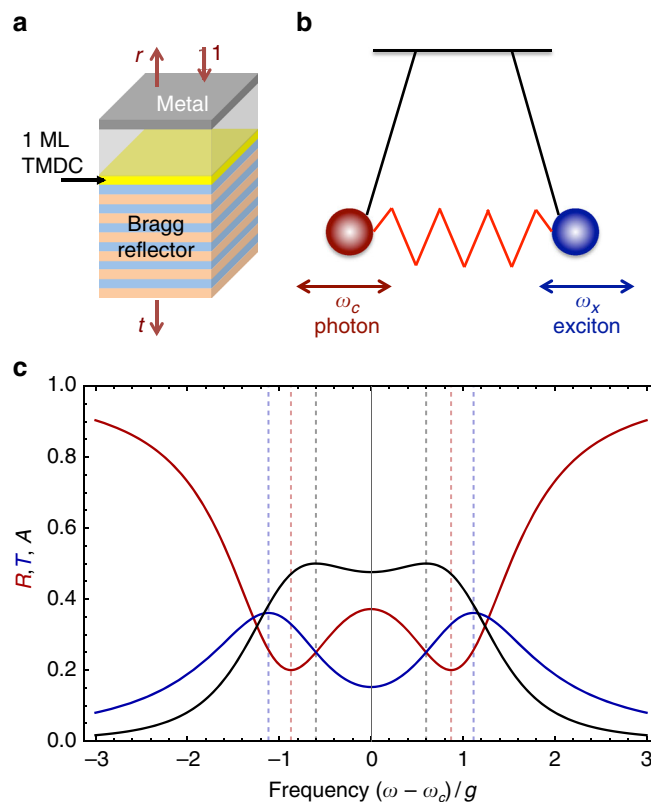 a
r
1
Metal
1 ML
TMDC
Bragg
reflector
t
b
ω_c
photon
ω_x
exciton
c
1.0
0.8
0.6
0.4
0.2
0.0
R, T, A
−3 −2 −1 0 1 2 3
Frequency (ω − ω_c) / g